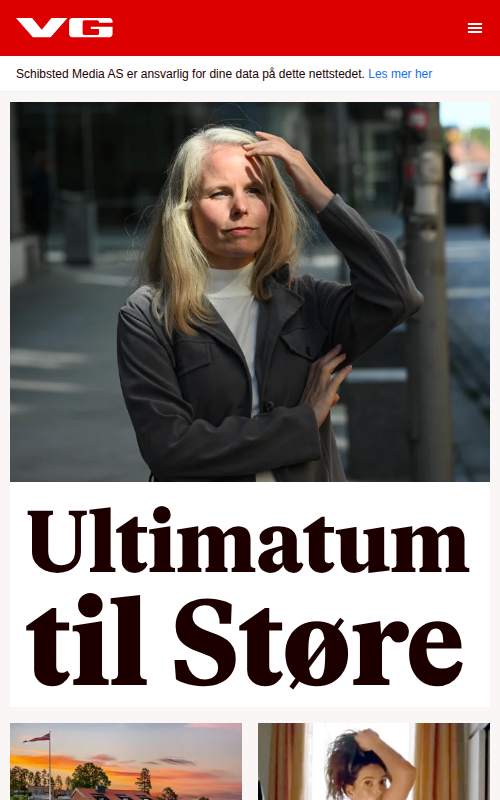 VG
Schibsted Media AS er ansvarlig for dine data på dette nettstedet. Les mer her
Ultimatum
til Støre